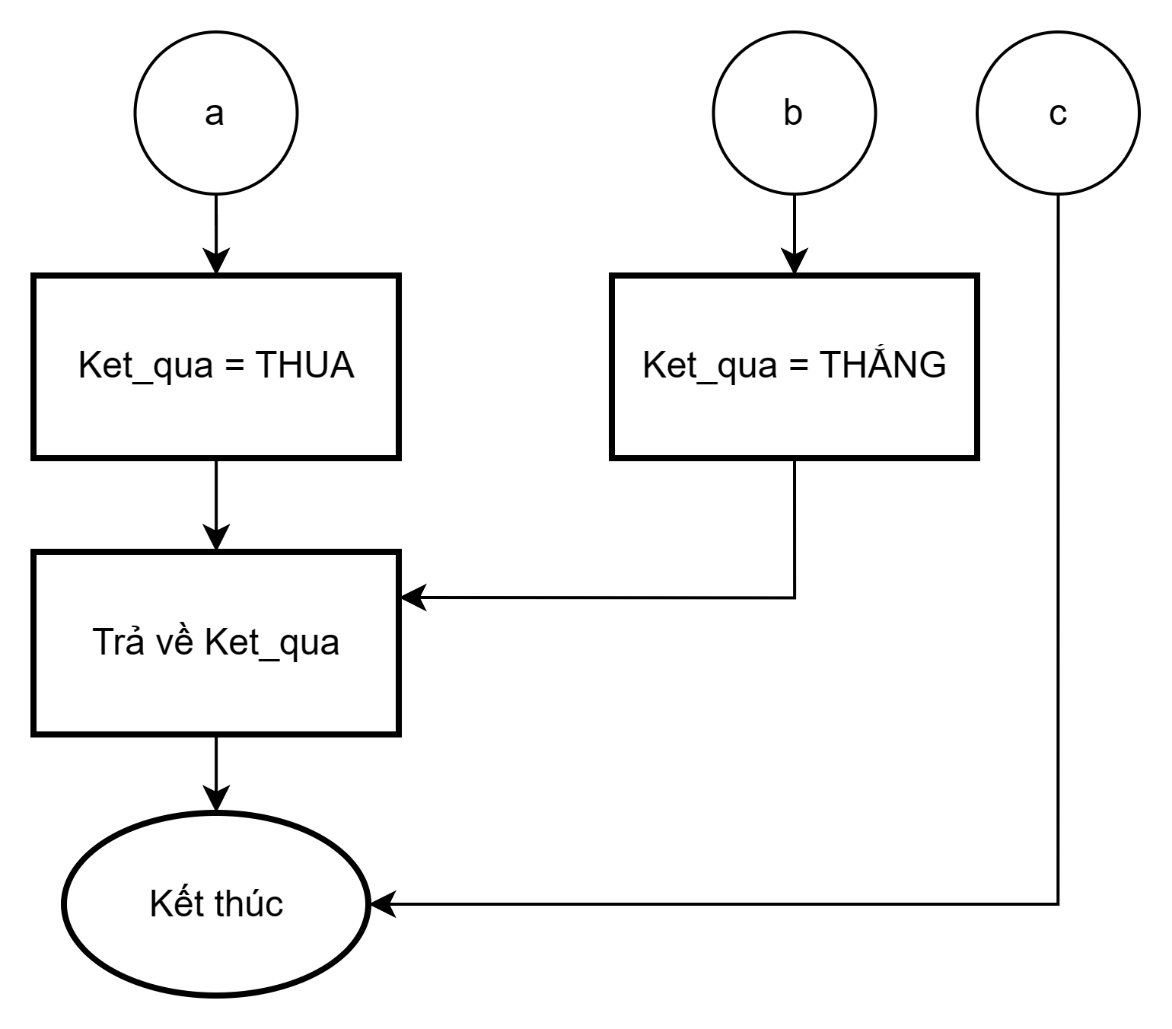 a
b
c
Ket_qua = THUA
Ket_qua = THẮNG
Trả về Ket_qua
Kết thúc